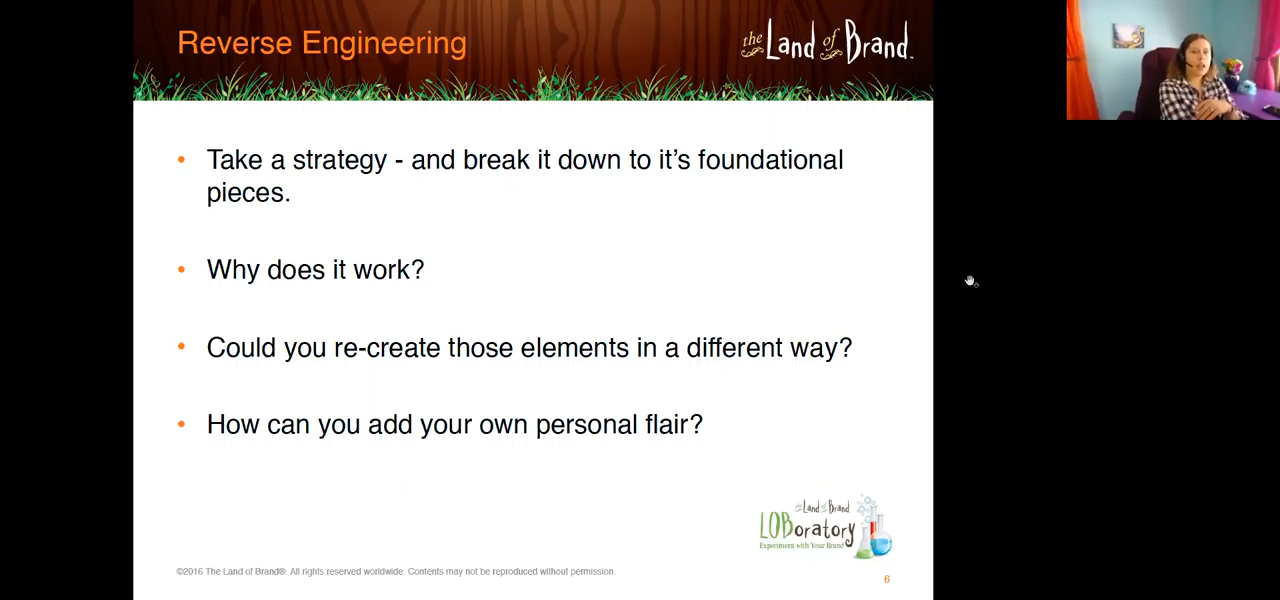 Reverse Engineering
the Land of Brand™
• Take a strategy - and break it down to it's foundational
pieces.
• Why does it work?
• Could you re-create those elements in a different way?
• How can you add your own personal flair?
the Land of Brand
LOBoratory
Experiment with Your Brand!
©2016 The Land of Brand®. All rights reserved worldwide. Contents may not be reproduced without permission.
6